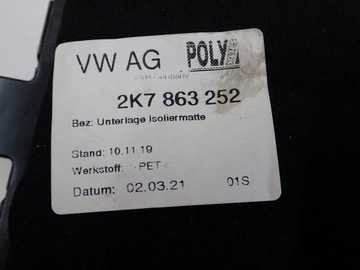 VW AG
POLY
Germany
2K7 863 252
Bez: Unterlage Isoliermatte
Stand: 10.11.19
Werkstoff: >PET<
Datum: 02.03.21 01S